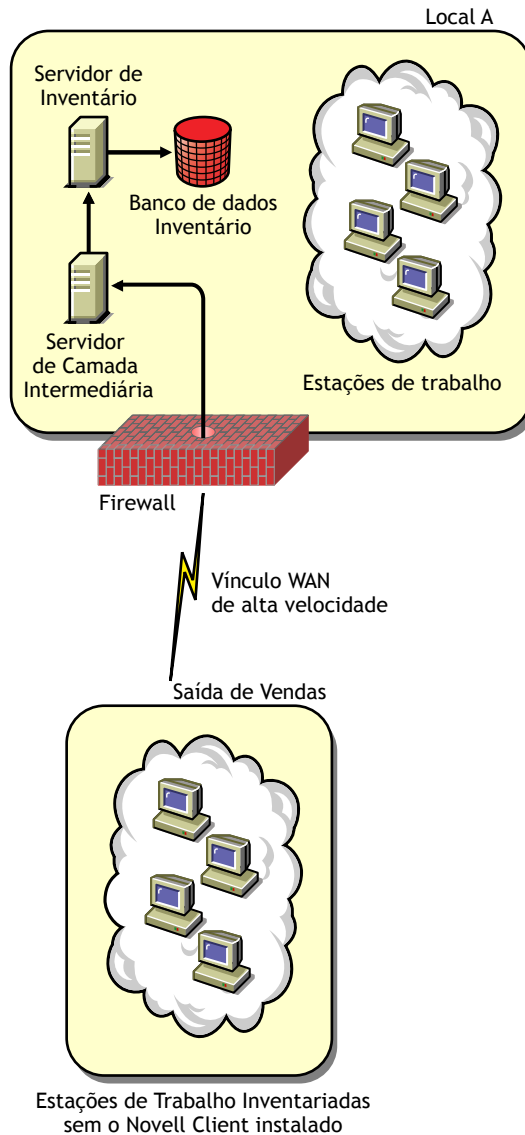 Local A
Servidor de
Inventário
Banco de dados
Inventário
Servidor
de Camada
Intermediária
Estações de trabalho
Firewall
Vínculo WAN
de alta velocidade
Saída de Vendas
Estações de Trabalho Inventariadas
sem o Novell Client instalado